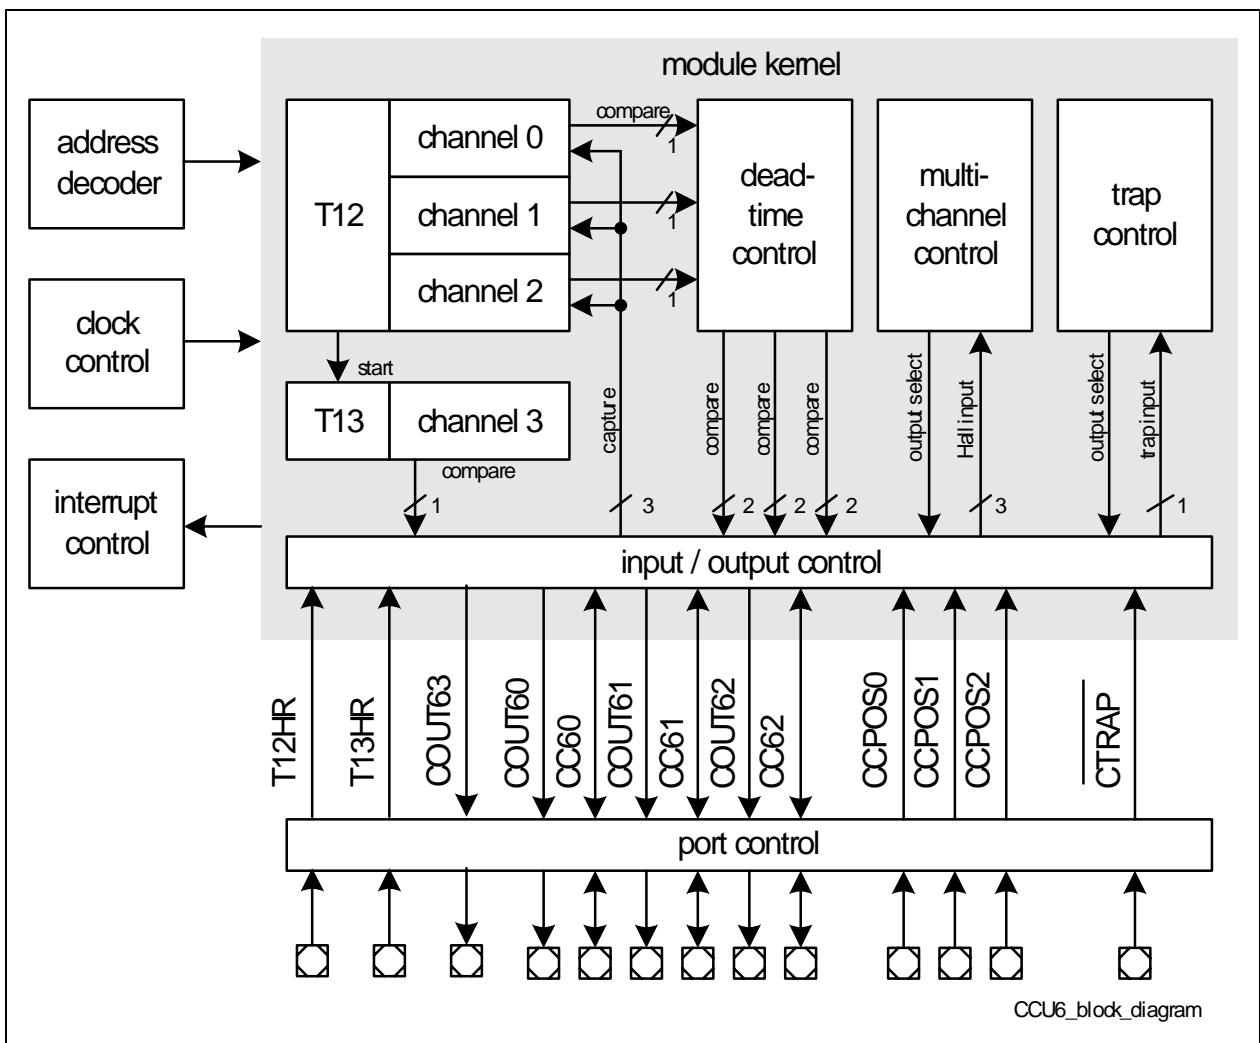 module kernel
address
decoder
clock
control
interrupt
control
T12
channel 0
channel 1
channel 2
compare
1
1
1
dead-
time
control
multi-
channel
control
trap
control
start
T13
channel 3
compare
1
capture
3
compare
2
compare
2
compare
2
output select
Hall input
3
output select
trap input
1
input / output control
T12HR
T13HR
COUT63
COUT60
CC60
COUT61
CC61
COUT62
CC62
CCPOS0
CCPOS1
CCPOS2
CTRAP
port control
CCU6_block_diagram